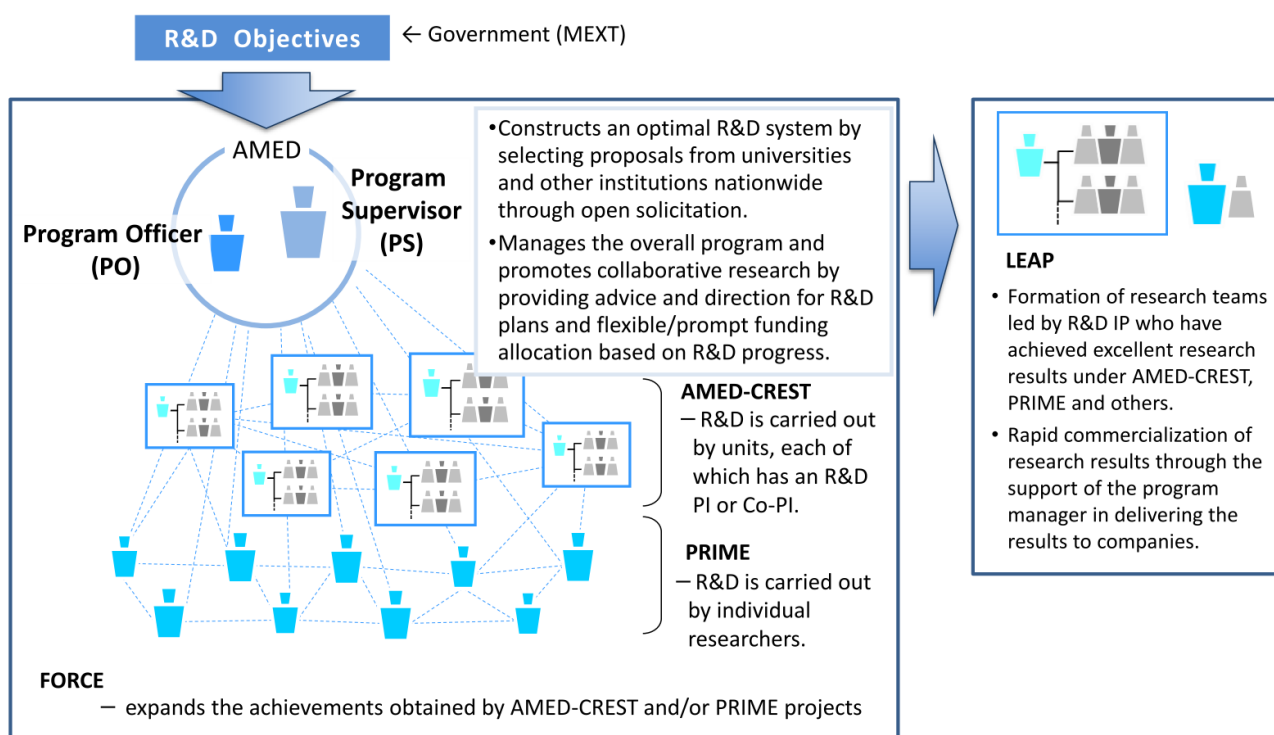 R&D Objectives
← Government (MEXT)
AMED
Program
Supervisor
(PS)
Program Officer
(PO)
•Constructs an optimal R&D system by
selecting proposals from universities
and other institutions nationwide
through open solicitation.
•Manages the overall program and
promotes collaborative research by
providing advice and direction for R&D
plans and flexible/prompt funding
allocation based on R&D progress.
AMED-CREST
– R&D is carried out
by units, each of
which has an R&D
PI or Co-PI.
PRIME
– R&D is carried out
by individual
researchers.
FORCE
– expands the achievements obtained by AMED-CREST and/or PRIME projects
LEAP
• Formation of research teams
led by R&D IP who have
achieved excellent research
results under AMED-CREST,
PRIME and others.
• Rapid commercialization of
research results through the
support of the program
manager in delivering the
results to companies.